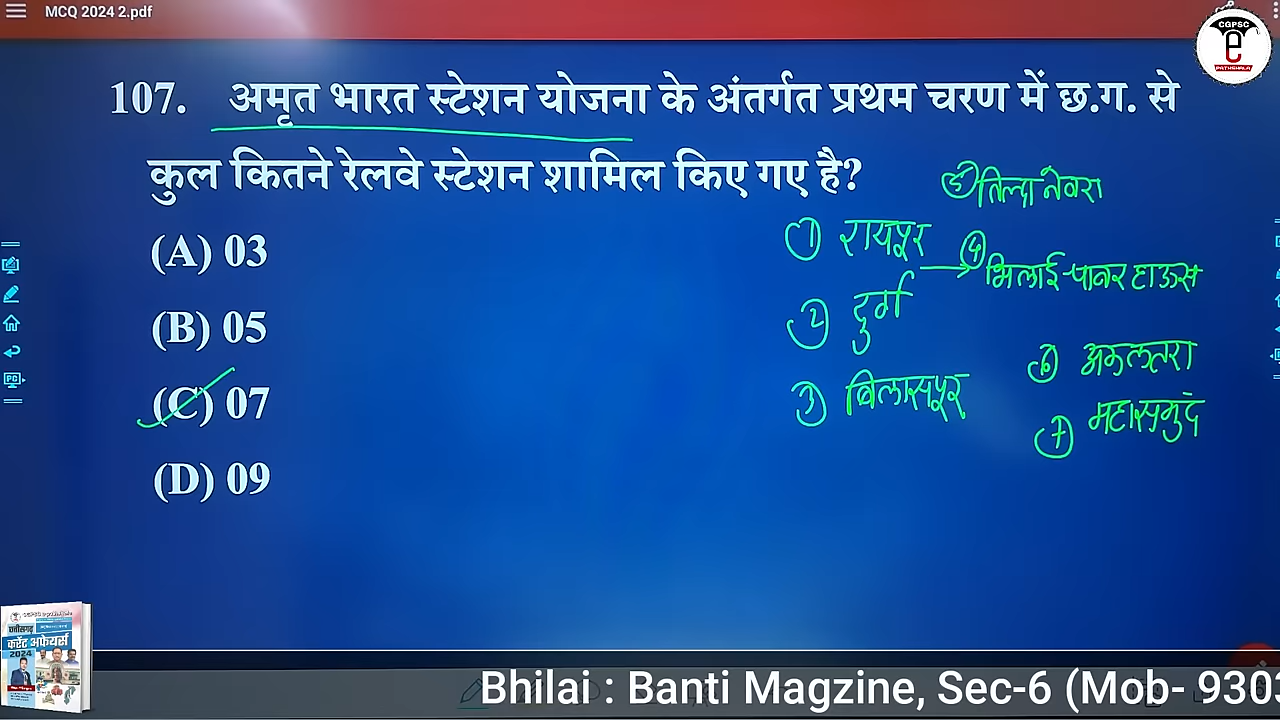 MCQ 2024 2.pdf
CGPSC
e
PATHSHALA
107. अमृत भारत स्टेशन योजना के अंतर्गत प्रथम चरण में छ.ग. से
कुल कितने रेलवे स्टेशन शामिल किए गए है?
(A) 03
(B) 05
(C) 07
(D) 09
① रायपुर
② दुर्ग
③ बिलासपूर
④ भिलाई-पावर हाऊस
⑤ तिल्दा नेवरा
⑥ अकलतरा
⑦ महासमुंद
छत्तीसगढ़
करेंट अफेयर्स
2024
Bhilai : Banti Magzine, Sec-6 (Mob- 930